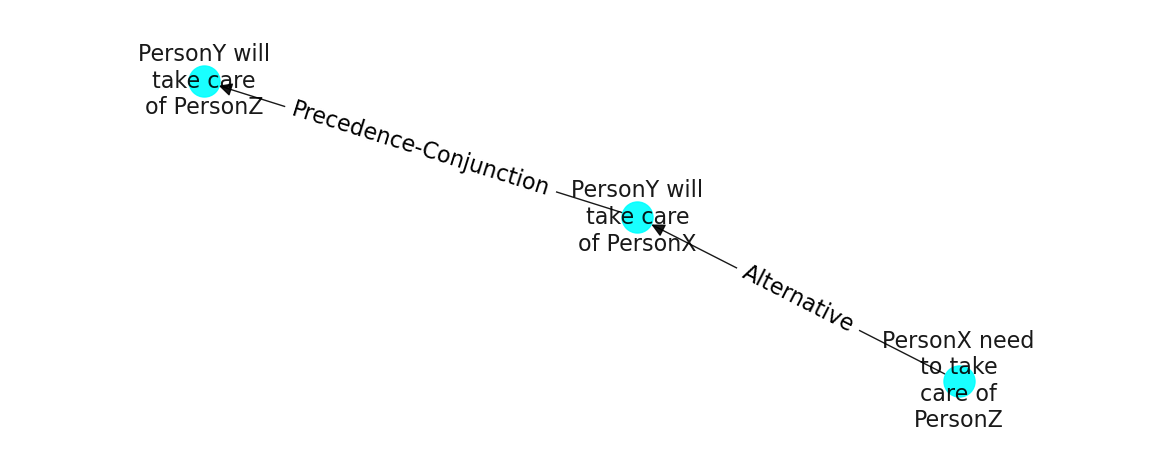 PersonY will
take care
of PersonZ
Precedence-Conjunction
PersonY will
take care
of PersonX
Alternative
PersonX need
to take
care of
PersonZ